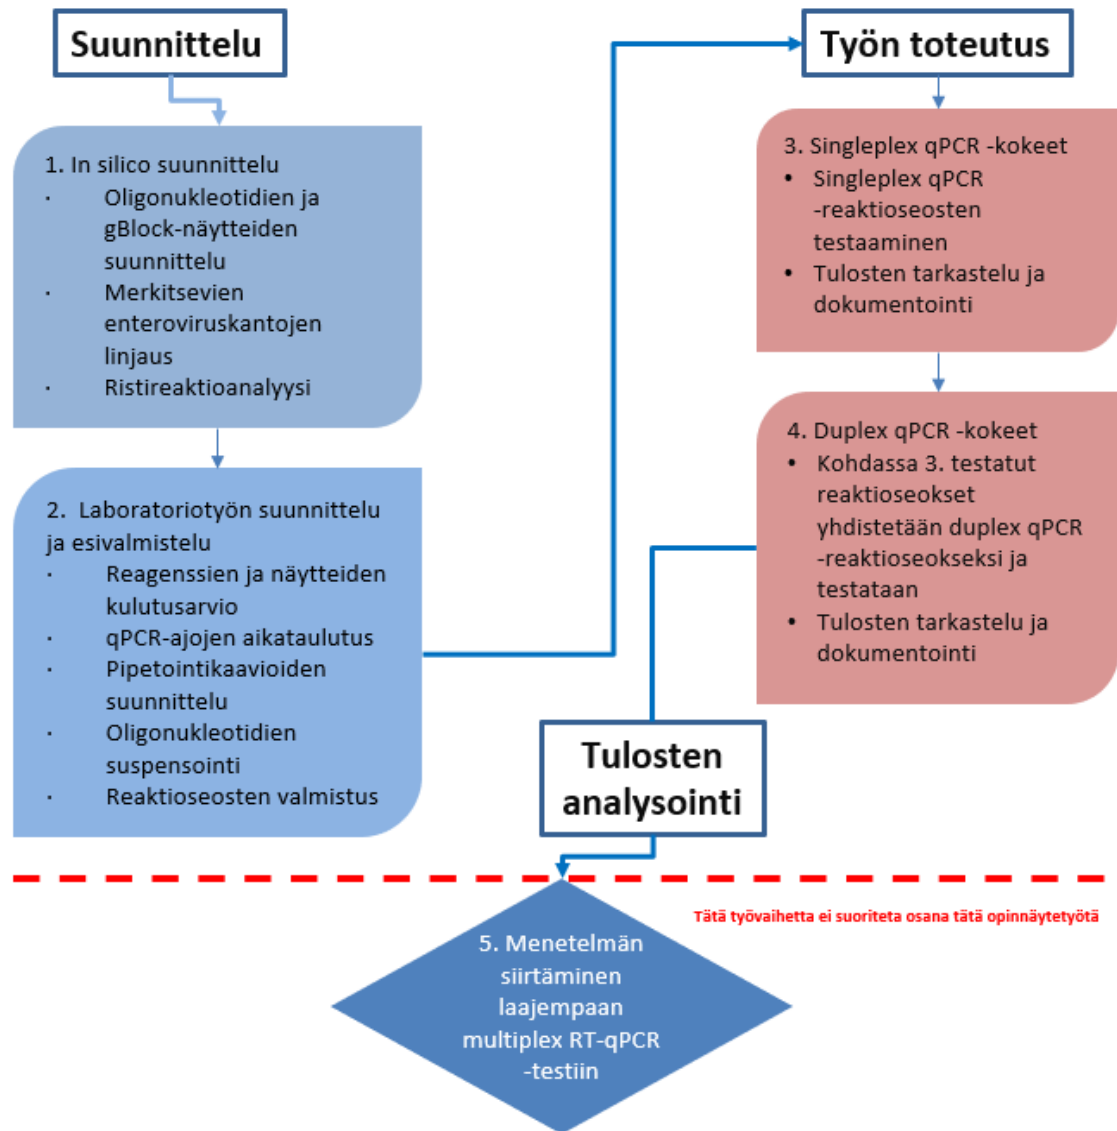 Suunnittelu
1. In silico suunnittelu
· Oligonukleotidien ja
gBlock-näytteiden
suunnittelu
· Merkitsevien
enteroviruskantojen
linjaus
· Ristireaktioanalyysi
2. Laboratoriotyön suunnittelu
ja esivalmistelu
· Reagenssien ja näytteiden
kulutusarvio
· qPCR-ajojen aikataulutus
· Pipetointikaavioiden
suunnittelu
· Oligonukleotidien
suspensointi
· Reaktioseosten valmistus
Työn toteutus
3. Singleplex qPCR -kokeet
• Singleplex qPCR
-reaktioseosten
testaaminen
• Tulosten tarkastelu ja
dokumentointi
4. Duplex qPCR -kokeet
• Kohdassa 3. testatut
reaktioseokset
yhdistetään duplex qPCR
-reaktioseokseksi ja
testataan
• Tulosten tarkastelu ja
dokumentointi
Tulosten
analysointi
Tätä työvaihetta ei suoriteta osana tätä opinnäytetyötä
5. Menetelmän
siirtäminen
laajempaan
multiplex RT-qPCR
-testiin